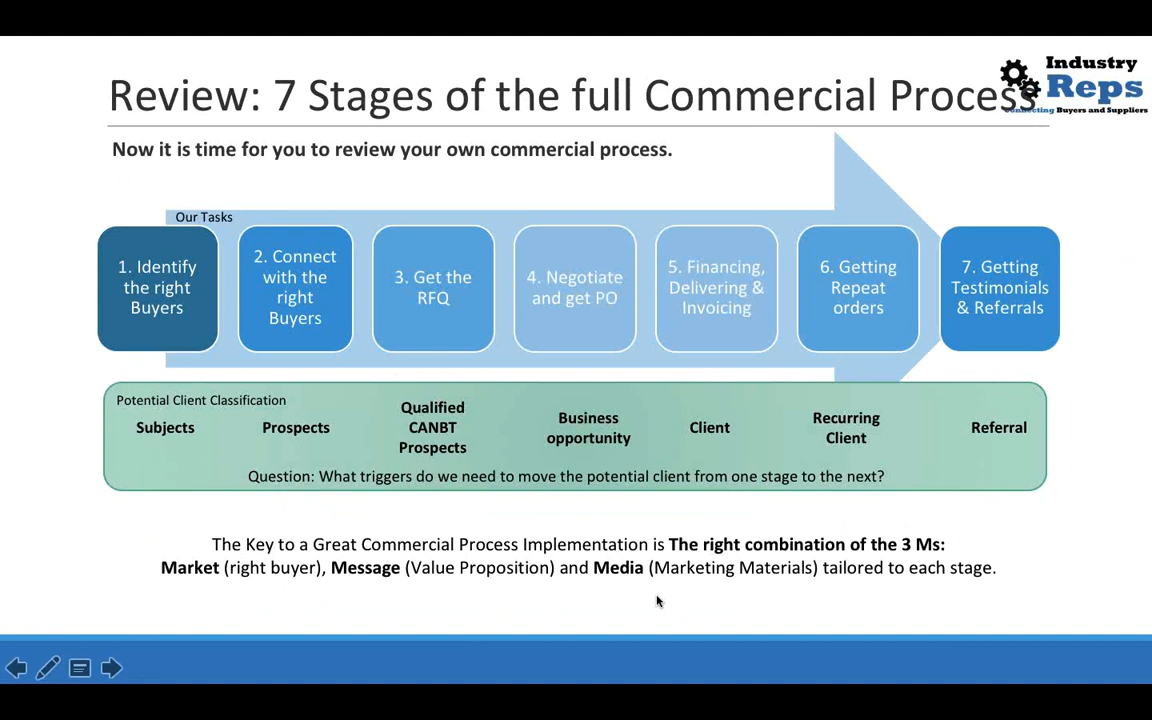 Review: 7 Stages of the full Commercial Process
Industry
Reps
Connecting Buyers and Suppliers
Now it is time for you to review your own commercial process.
Our Tasks
1. Identify
the right
Buyers
2. Connect
with the
right
Buyers
3. Get the
RFQ
4. Negotiate
and get PO
5. Financing,
Delivering &
Invoicing
6. Getting
Repeat
orders
7. Getting
Testimonials
& Referrals
Potential Client Classification
Subjects
Prospects
Qualified
CANBT
Prospects
Business
opportunity
Client
Recurring
Client
Referral
Question: What triggers do we need to move the potential client from one stage to the next?
The Key to a Great Commercial Process Implementation is The right combination of the 3 Ms:
Market (right buyer), Message (Value Proposition) and Media (Marketing Materials) tailored to each stage.